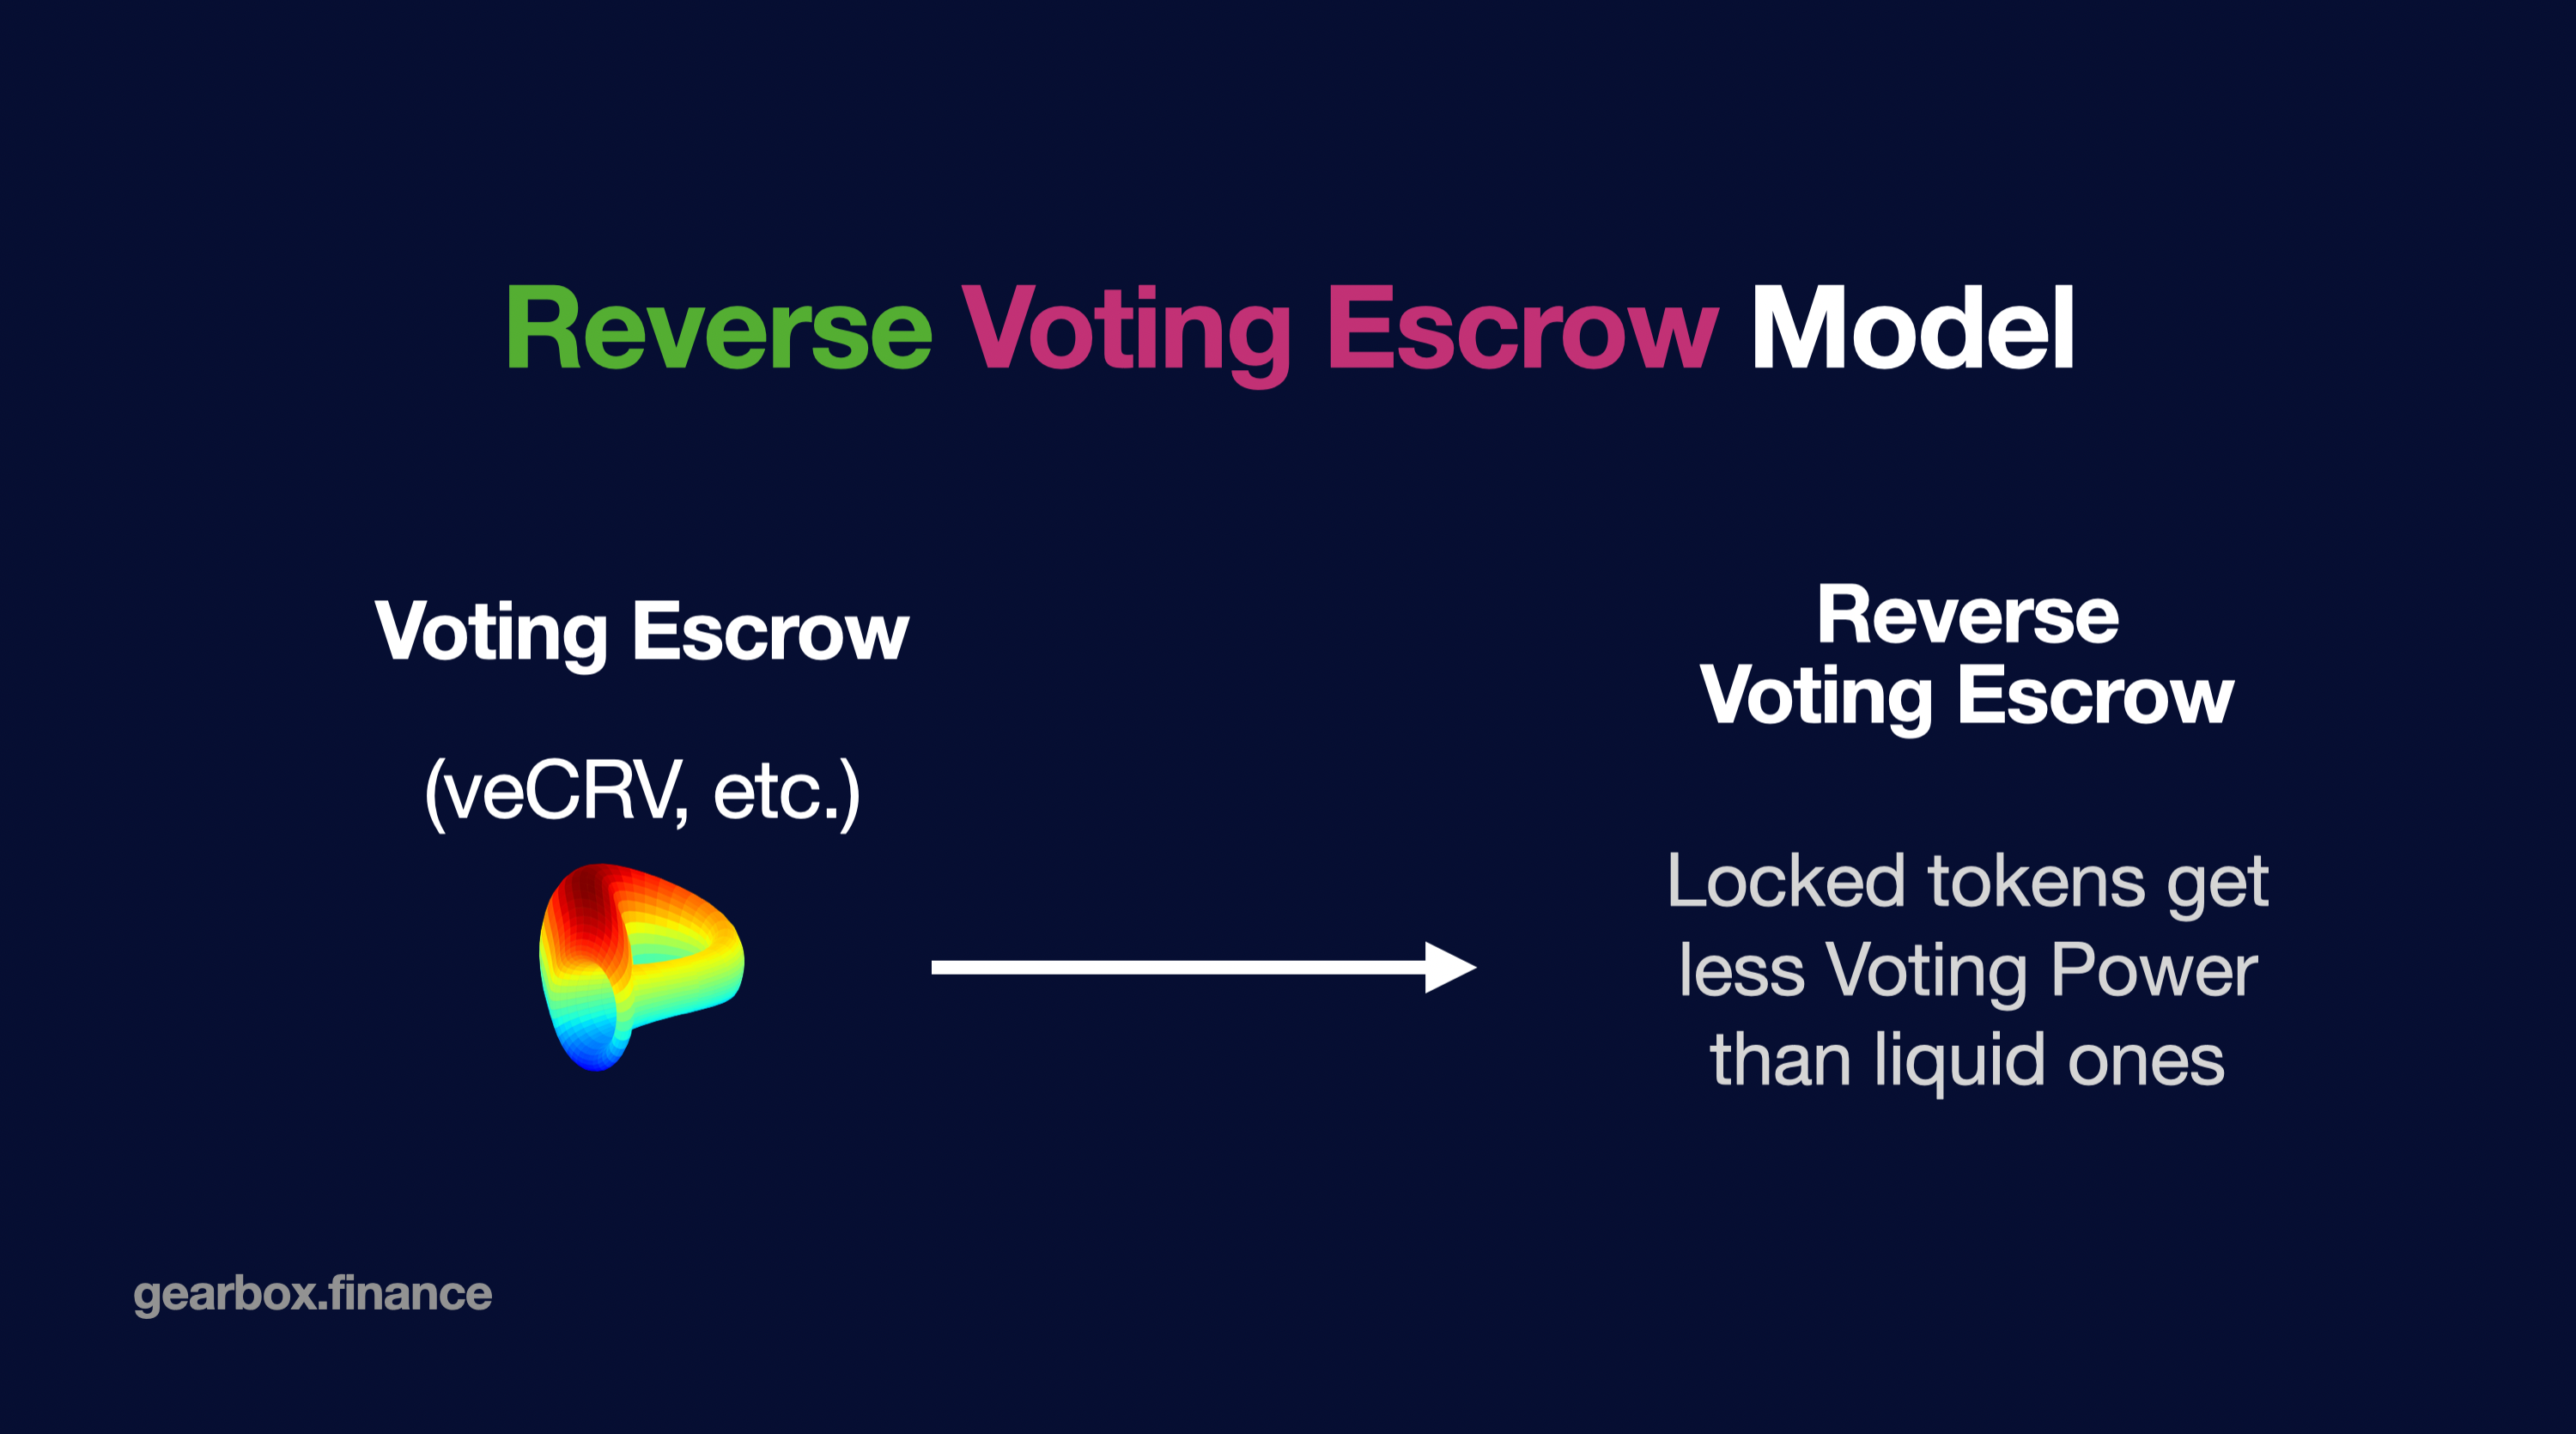 Reverse Voting Escrow Model
Voting Escrow
(veCRV, etc.)
Reverse
Voting Escrow
Locked tokens get
less Voting Power
than liquid ones
gearbox.finance